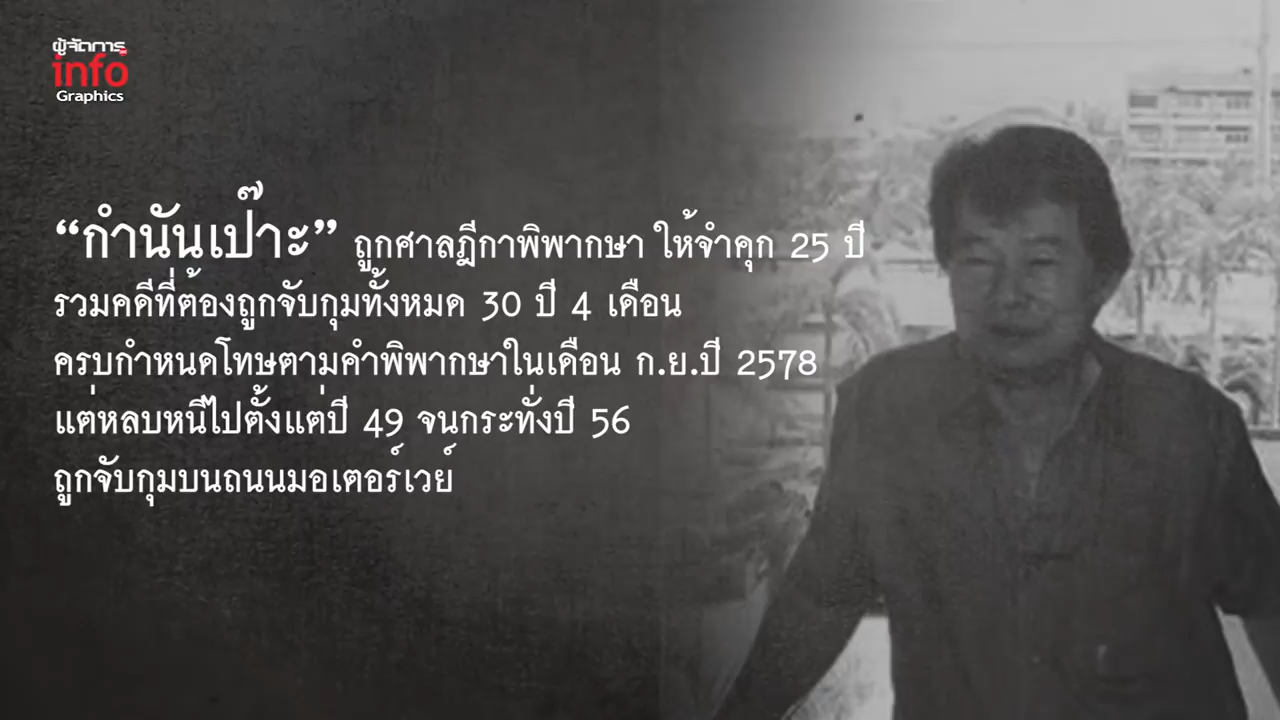 ผู้จัดการ
info
Graphics
“กำนันเป๊าะ” ถูกศาลฎีกาพิพากษา ให้จำคุก 25 ปี
รวมคดีที่ต้องถูกจับกุมทั้งหมด 30 ปี 4 เดือน
ครบกำหนดโทษตามคำพิพากษาในเดือน ก.ย.ปี 2578
แต่หลบหนีไปตั้งแต่ปี 49 จนกระทั่งปี 56
ถูกจับกุมบนถนนมอเตอร์เวย์